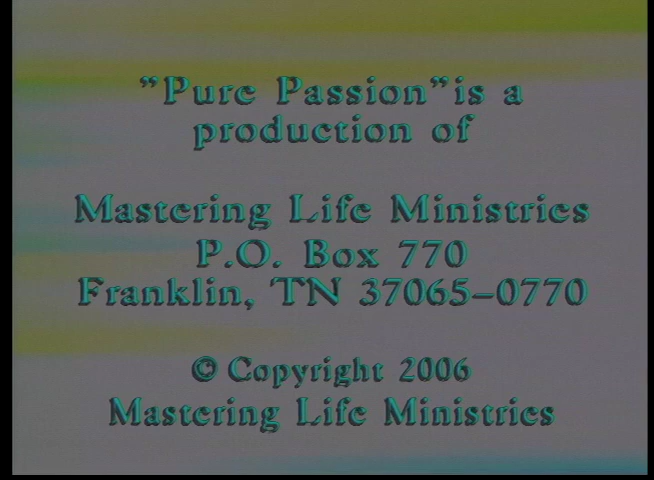 "Pure Passion" is a
production of
Mastering Life Ministries
P.O. Box 770
Franklin, TN 37065-0770
© Copyright 2006
Mastering Life Ministries